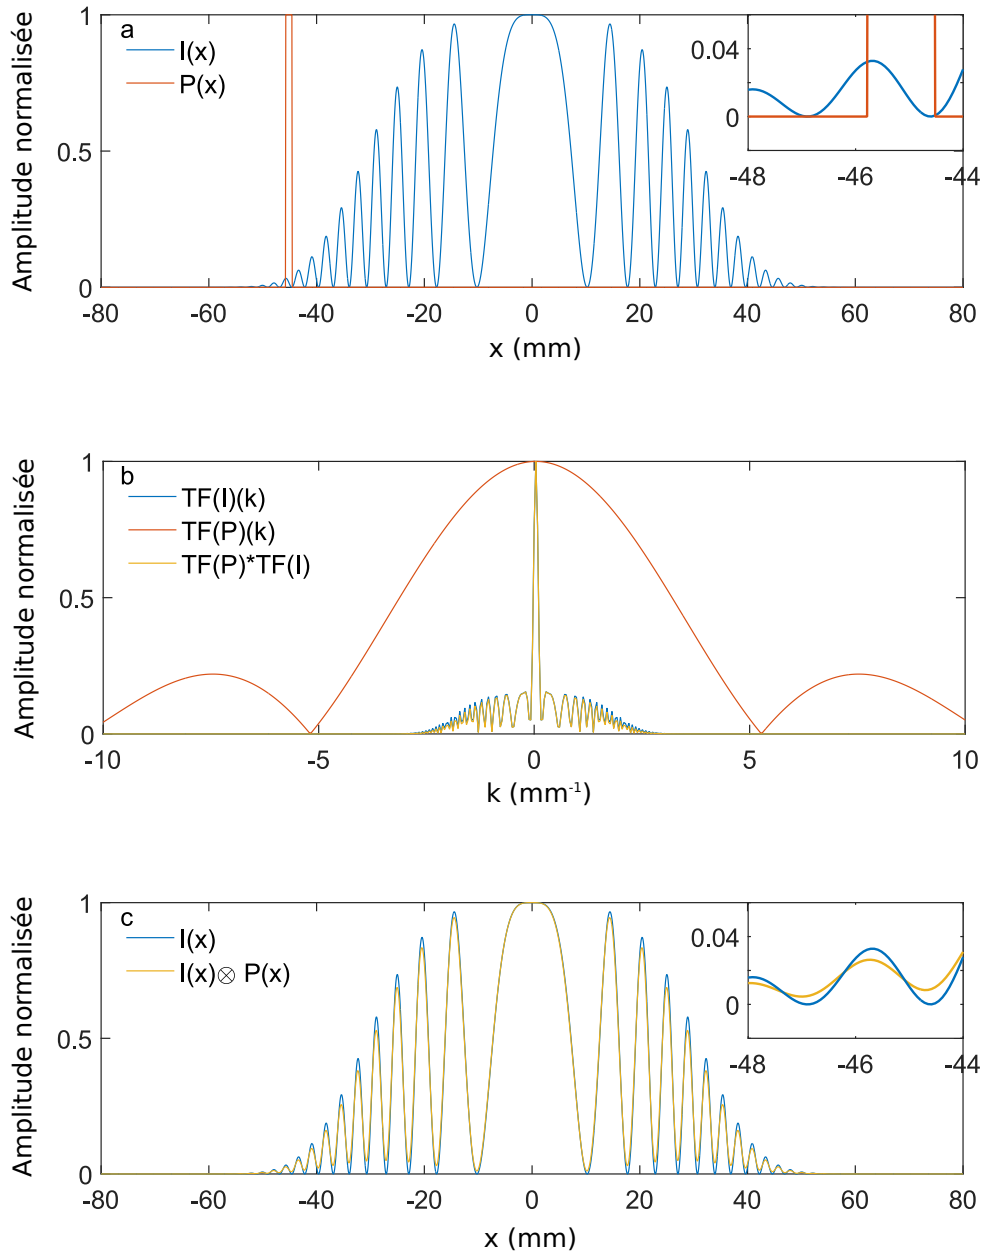 a
I(x)
P(x)
Amplitude normalisée
1
0.5
0
-80
-60
-40
-20
0
20
40
60
80
x (mm)
0.04
0
-48
-46
-44
b
TF(I)(k)
TF(P)(k)
TF(P)*TF(I)
Amplitude normalisée
1
0.5
0
-10
-5
0
5
10
k (mm⁻¹)
c
I(x)
I(x)⊗ P(x)
Amplitude normalisée
1
0.5
0
-80
-60
-40
-20
0
20
40
60
80
x (mm)
0.04
0
-48
-46
-44